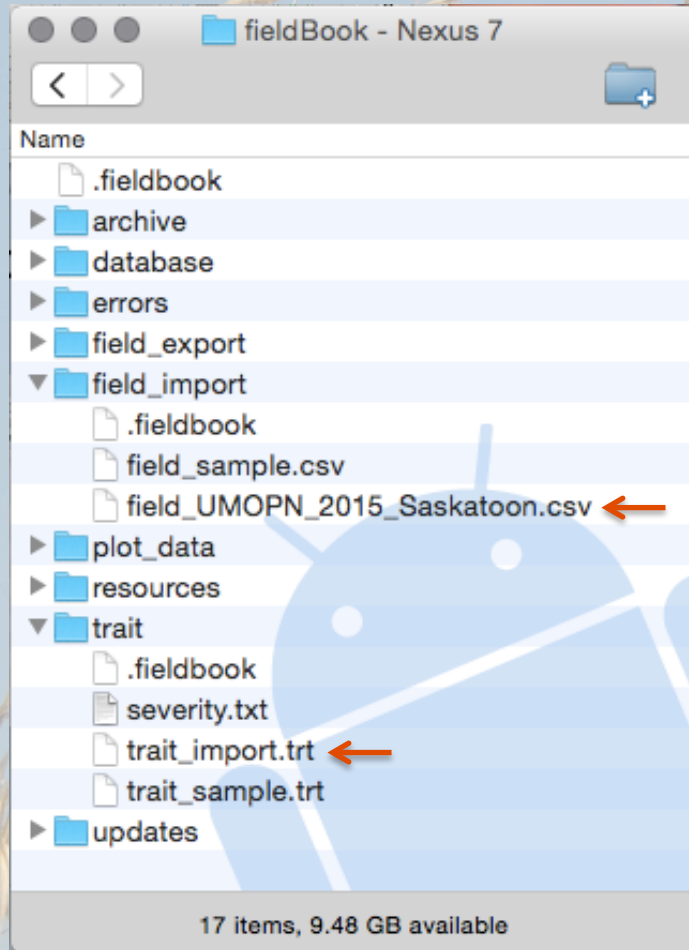 fieldBook - Nexus 7
Name
.fieldbook
archive
database
errors
field_export
field_import
.fieldbook
field_sample.csv
field_UMOPN_2015_Saskatoon.csv
plot_data
resources
trait
.fieldbook
severity.txt
trait_import.trt
trait_sample.trt
updates
17 items, 9.48 GB available